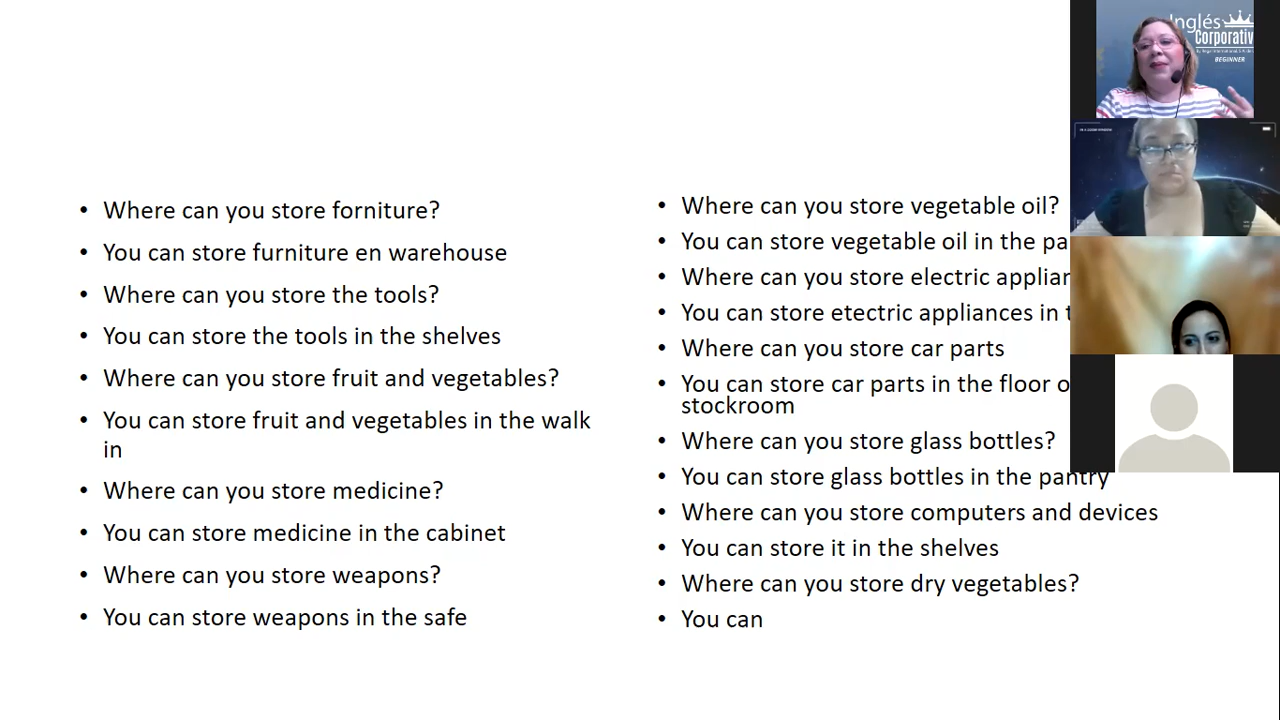 Where can you store forniture?
You can store furniture en warehouse
Where can you store the tools?
You can store the tools in the shelves
Where can you store fruit and vegetables?
You can store fruit and vegetables in the walk
in
Where can you store medicine?
You can store medicine in the cabinet
Where can you store weapons?
You can store weapons in the safe
Where can you store vegetable oil?
You can store vegetable oil in the
Where can you store electric
You can store etectric appliances in
Where can you store car parts
You can store car parts in the floor
stockroom
Where can you store glass bottles?
You can store glass bottles in the pantry
Where can you store computers and devices
You can store it in the shelves
Where can you store dry vegetables?
You can
Inglés
Corporativ
BEGINNER